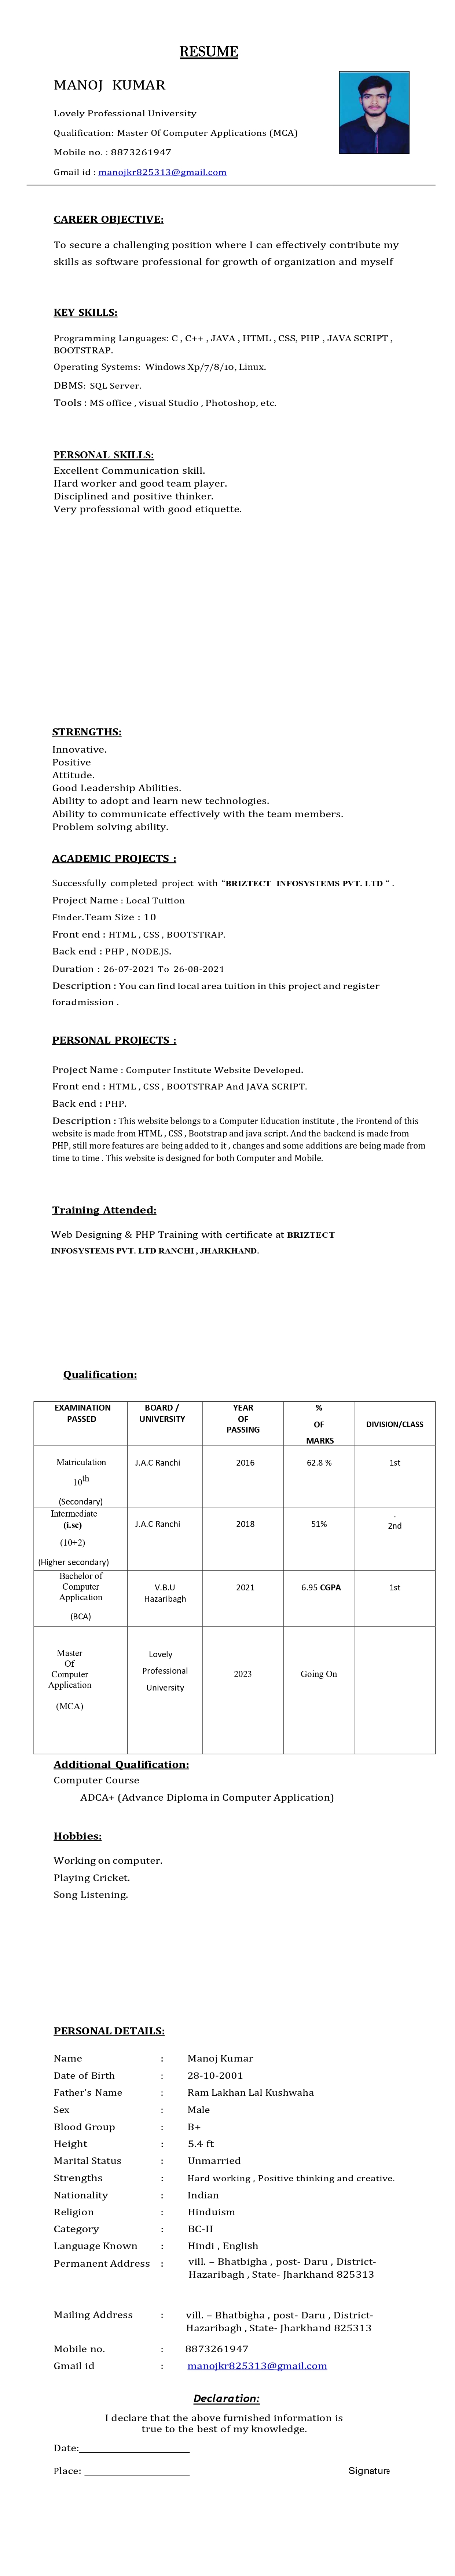 RESUME
MANOJ KUMAR
Lovely Professional University
Qualification: Master Of Computer Applications (MCA)
Mobile no. : 8873261947
Gmail id : manojkr825313@gmail.com
CAREER OBJECTIVE:
To secure a challenging position where I can effectively contribute my
skills as software professional for growth of organization and myself
KEY SKILLS:
Programming Languages: C , C++ , JAVA , HTML , CSS, PHP , JAVA SCRIPT ,
BOOTSTRAP.
Operating Systems: Windows Xp/7/8/10, Linux.
DBMS: SQL Server.
Tools : MS office , visual Studio , Photoshop, etc.
PERSONAL SKILLS:
Excellent Communication skill.
Hard worker and good team player.
Disciplined and positive thinker.
Very professional with good etiquette.
STRENGTHS:
Innovative.
Positive
Attitude.
Good Leadership Abilities.
Ability to adopt and learn new technologies.
Ability to communicate effectively with the team members.
Problem solving ability.
ACADEMIC PROJECTS :
Successfully completed project with "BRIZTECT INFOSYSTEMS PVT. LTD " .
Project Name : Local Tuition
Finder.Team Size : 10
Front end : HTML , CSS , BOOTSTRAP.
Back end : PHP , NODE.JS.
Duration : 26-07-2021 To 26-08-2021
Description : You can find local area tuition in this project and register
foradmission .
PERSONAL PROJECTS :
Project Name : Computer Institute Website Developed.
Front end : HTML , CSS , BOOTSTRAP And JAVA SCRIPT.
Back end : PHP.
Description : This website belongs to a Computer Education institute , the Frontend of this
website is made from HTML , CSS , Bootstrap and java script. And the backend is made from
PHP, still more features are being added to it , changes and some additions are being made from
time to time . This website is designed for both Computer and Mobile.
Training Attended:
Web Designing & PHP Training with certificate at BRIZTECT
INFOSYSTEMS PVT. LTD RANCHI , JHARKHAND.
Qualification:
EXAMINATION PASSED BOARD / UNIVERSITY YEAR OF PASSING % OF MARKS DIVISION/CLASS
Matriculation 10th (Secondary) J.A.C Ranchi 2016 62.8 % 1st
Intermediate (i.sc) (10+2) (Higher secondary) J.A.C Ranchi 2018 51% . 2nd
Bachelor of Computer Application (BCA) V.B.U Hazaribagh 2021 6.95 CGPA 1st
Master Of Computer Application (MCA) Lovely Professional University 2023 Going On
Additional Qualification:
Computer Course
ADCA+ (Advance Diploma in Computer Application)
Hobbies:
Working on computer.
Playing Cricket.
Song Listening.
PERSONAL DETAILS:
Name : Manoj Kumar
Date of Birth : 28-10-2001
Father's Name : Ram Lakhan Lal Kushwaha
Sex : Male
Blood Group : B+
Height : 5.4 ft
Marital Status : Unmarried
Strengths : Hard working , Positive thinking and creative.
Nationality : Indian
Religion : Hinduism
Category : BC-II
Language Known : Hindi , English
Permanent Address : vill. – Bhatbigha , post- Daru , District-
Hazaribagh , State- Jharkhand 825313
Mailing Address : vill. – Bhatbigha , post- Daru , District-
Hazaribagh , State- Jharkhand 825313
Mobile no. : 8873261947
Gmail id : manojkr825313@gmail.com
Declaration:
I declare that the above furnished information is
true to the best of my knowledge.
Date:____________________
Place: ___________________ Signature